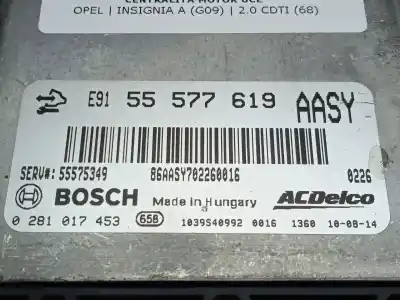 CENTRALITA MOTOR UCE
OPEL | INSIGNIA A (G09) | 2.0 CDTI (68)
E91 55 577 619 AASY
SERV#: 55575349 86AASY702260016 0226
BOSCH Made in Hungary ACDelco
0 281 017 453 658 1039S40992 0016 1360 10-08-14